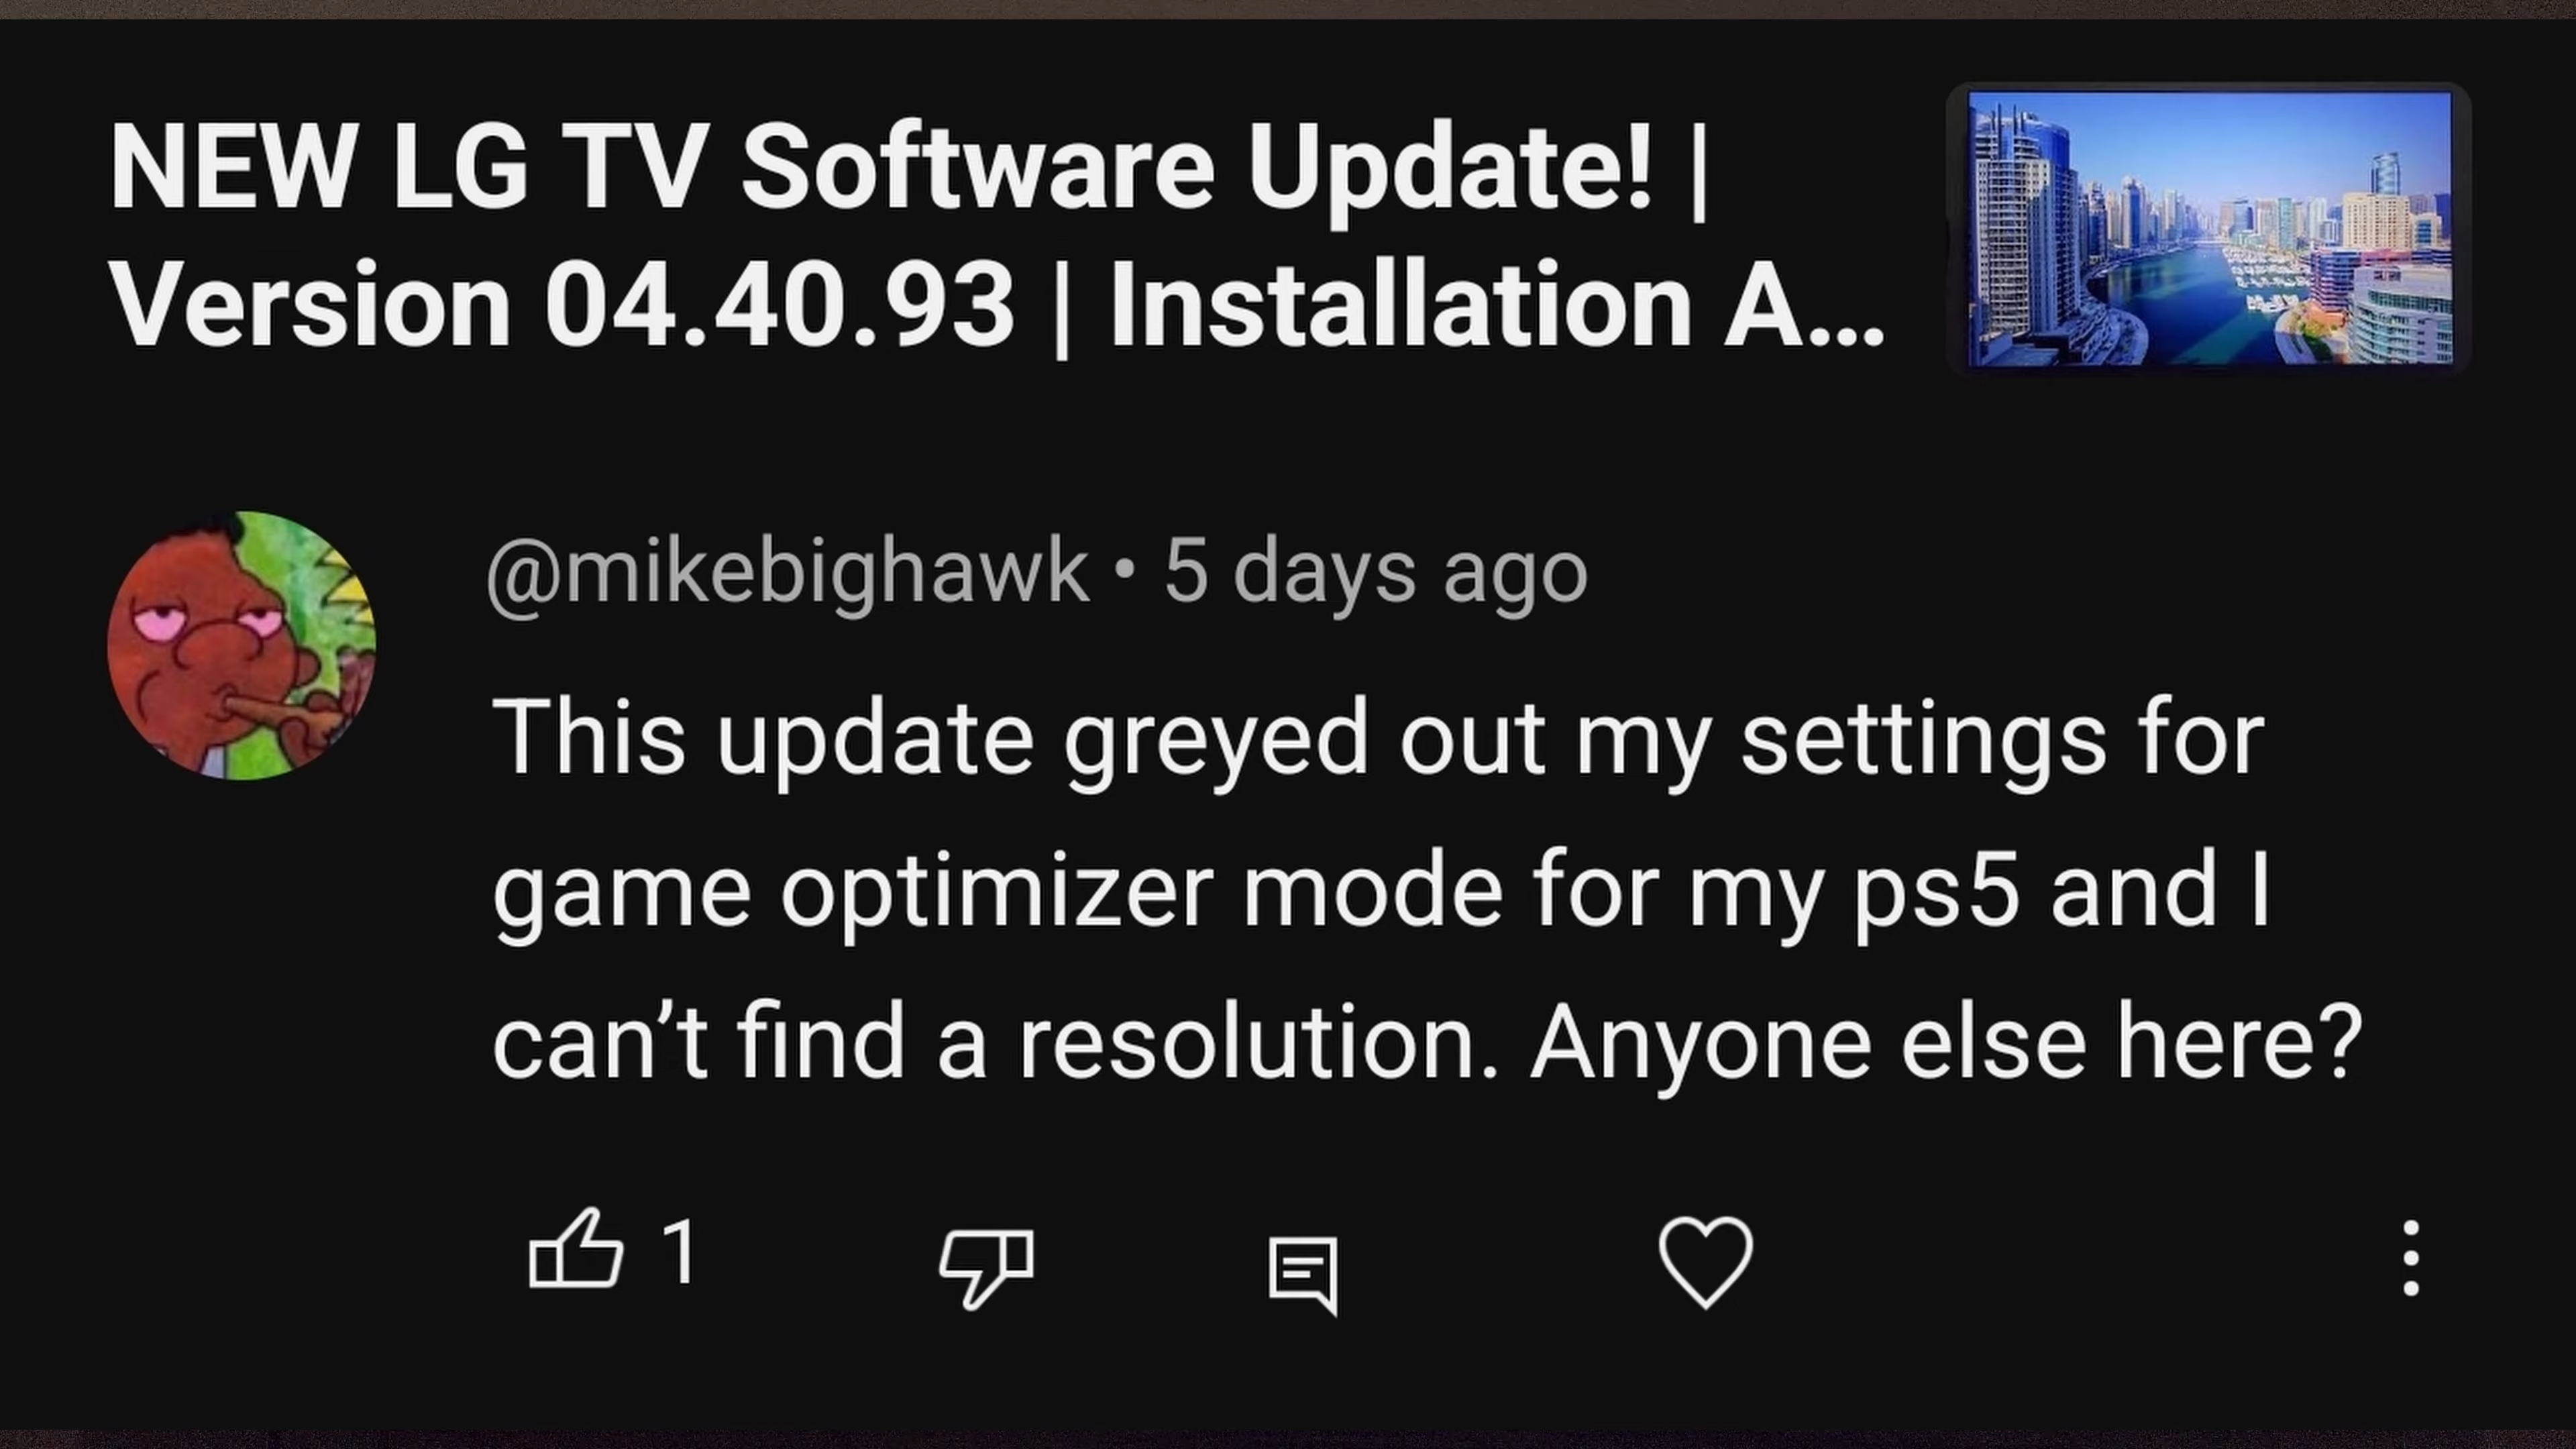 NEW LG TV Software Update! |
Version 04.40.93 | Installation A...
@mikebighawk • 5 days ago
This update greyed out my settings for
game optimizer mode for my ps5 and I
can't find a resolution. Anyone else here?
1